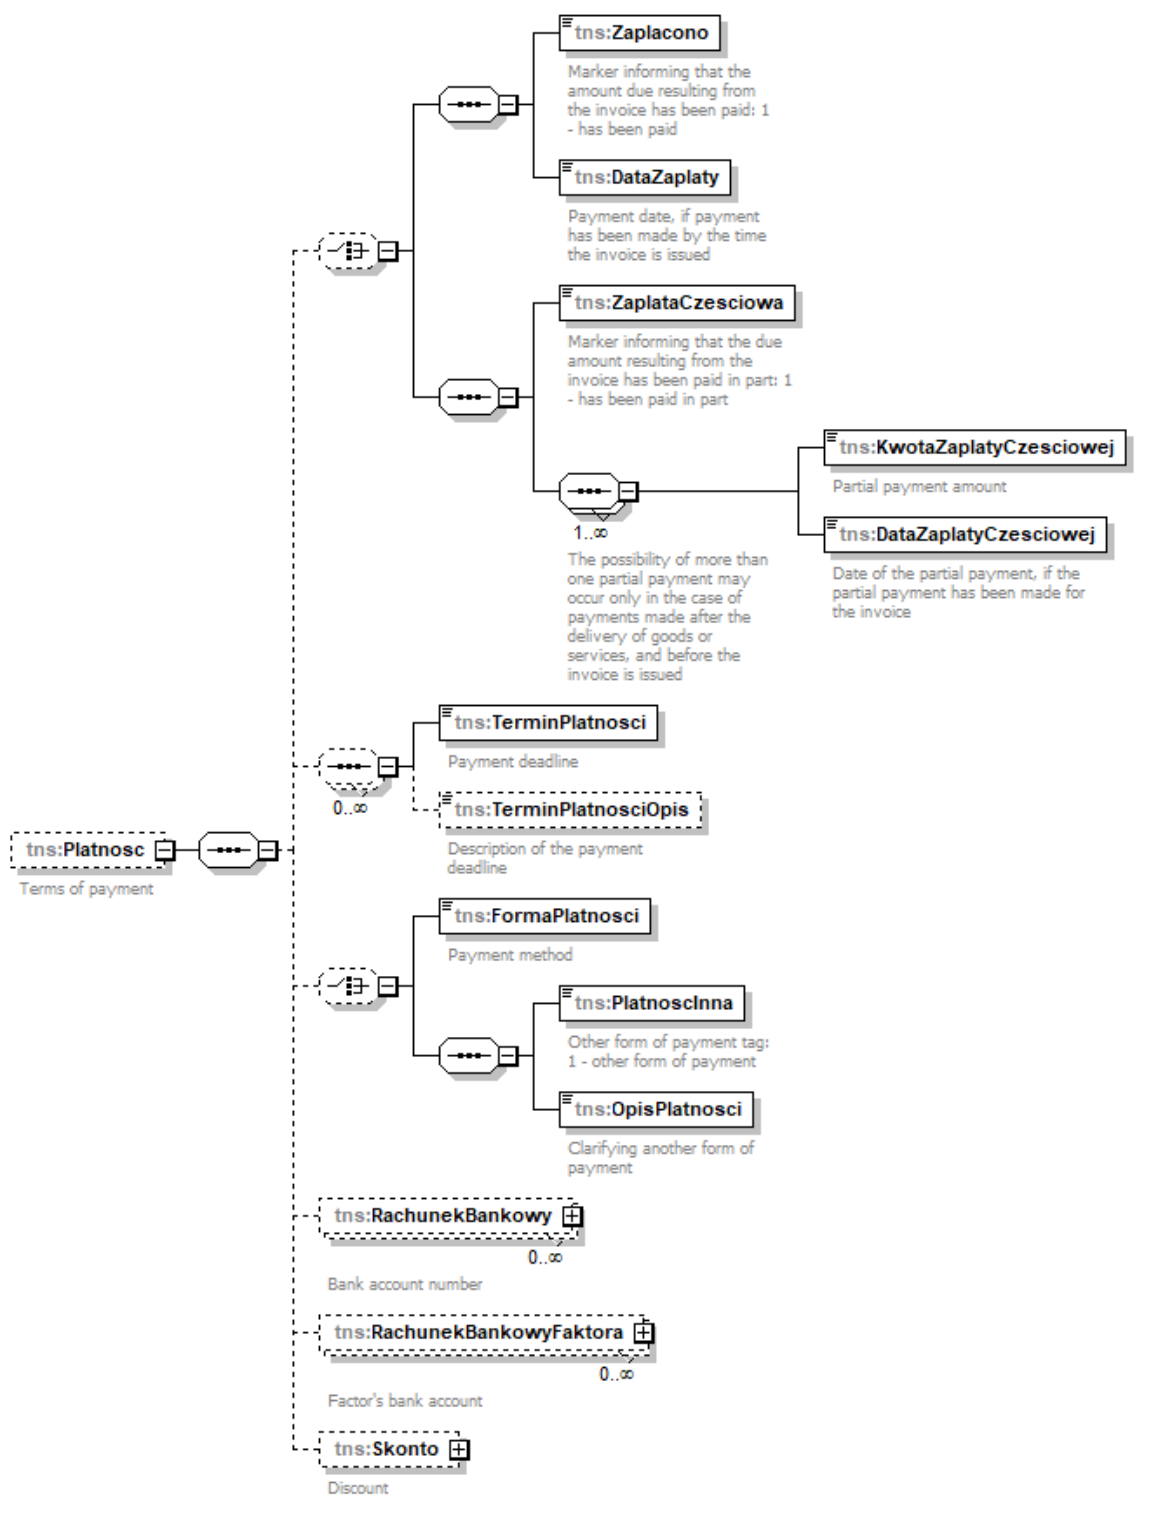 tns:Zaplacono
Marker informing that the
amount due resulting from
the invoice has been paid: 1
- has been paid
tns:DataZaplaty
Payment date, if payment
has been made by the time
the invoice is issued
tns:ZaplataCzesciowa
Marker informing that the due
amount resulting from the
invoice has been paid in part: 1
- has been paid in part
tns:KwotaZaplatyCzesciowej
Partial payment amount
1..∞
The possibility of more than
one partial payment may
occur only in the case of
payments made after the
delivery of goods or
services, and before the
invoice is issued
tns:DataZaplatyCzesciowej
Date of the partial payment, if the
partial payment has been made for
the invoice
tns:TerminPlatnosci
Payment deadline
0..∞
tns:TerminPlatnosciOpis
Description of the payment
deadline
tns:Platnosc
Terms of payment
tns:FormaPlatnosci
Payment method
tns:PlatnoscInna
Other form of payment tag:
1 - other form of payment
tns:OpisPlatnosci
Clarifying another form of
payment
tns:RachunekBankowy
0..∞
Bank account number
tns:RachunekBankowyFaktora
0..∞
Factor's bank account
tns:Skonto
Discount